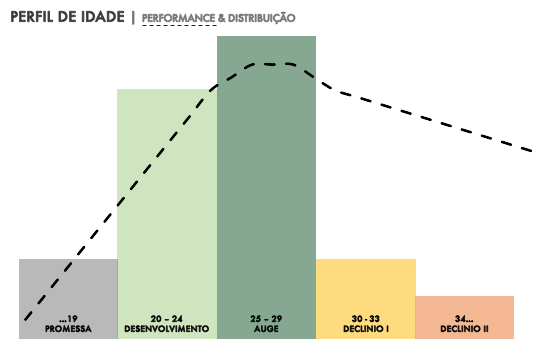 PERFIL DE IDADE | PERFORMANCE & DISTRIBUIÇÃO
...19
PROMESSA
20 – 24
DESENVOLVIMENTO
25 – 29
AUGE
30 - 33
DECLINIO I
34...
DECLINIO II